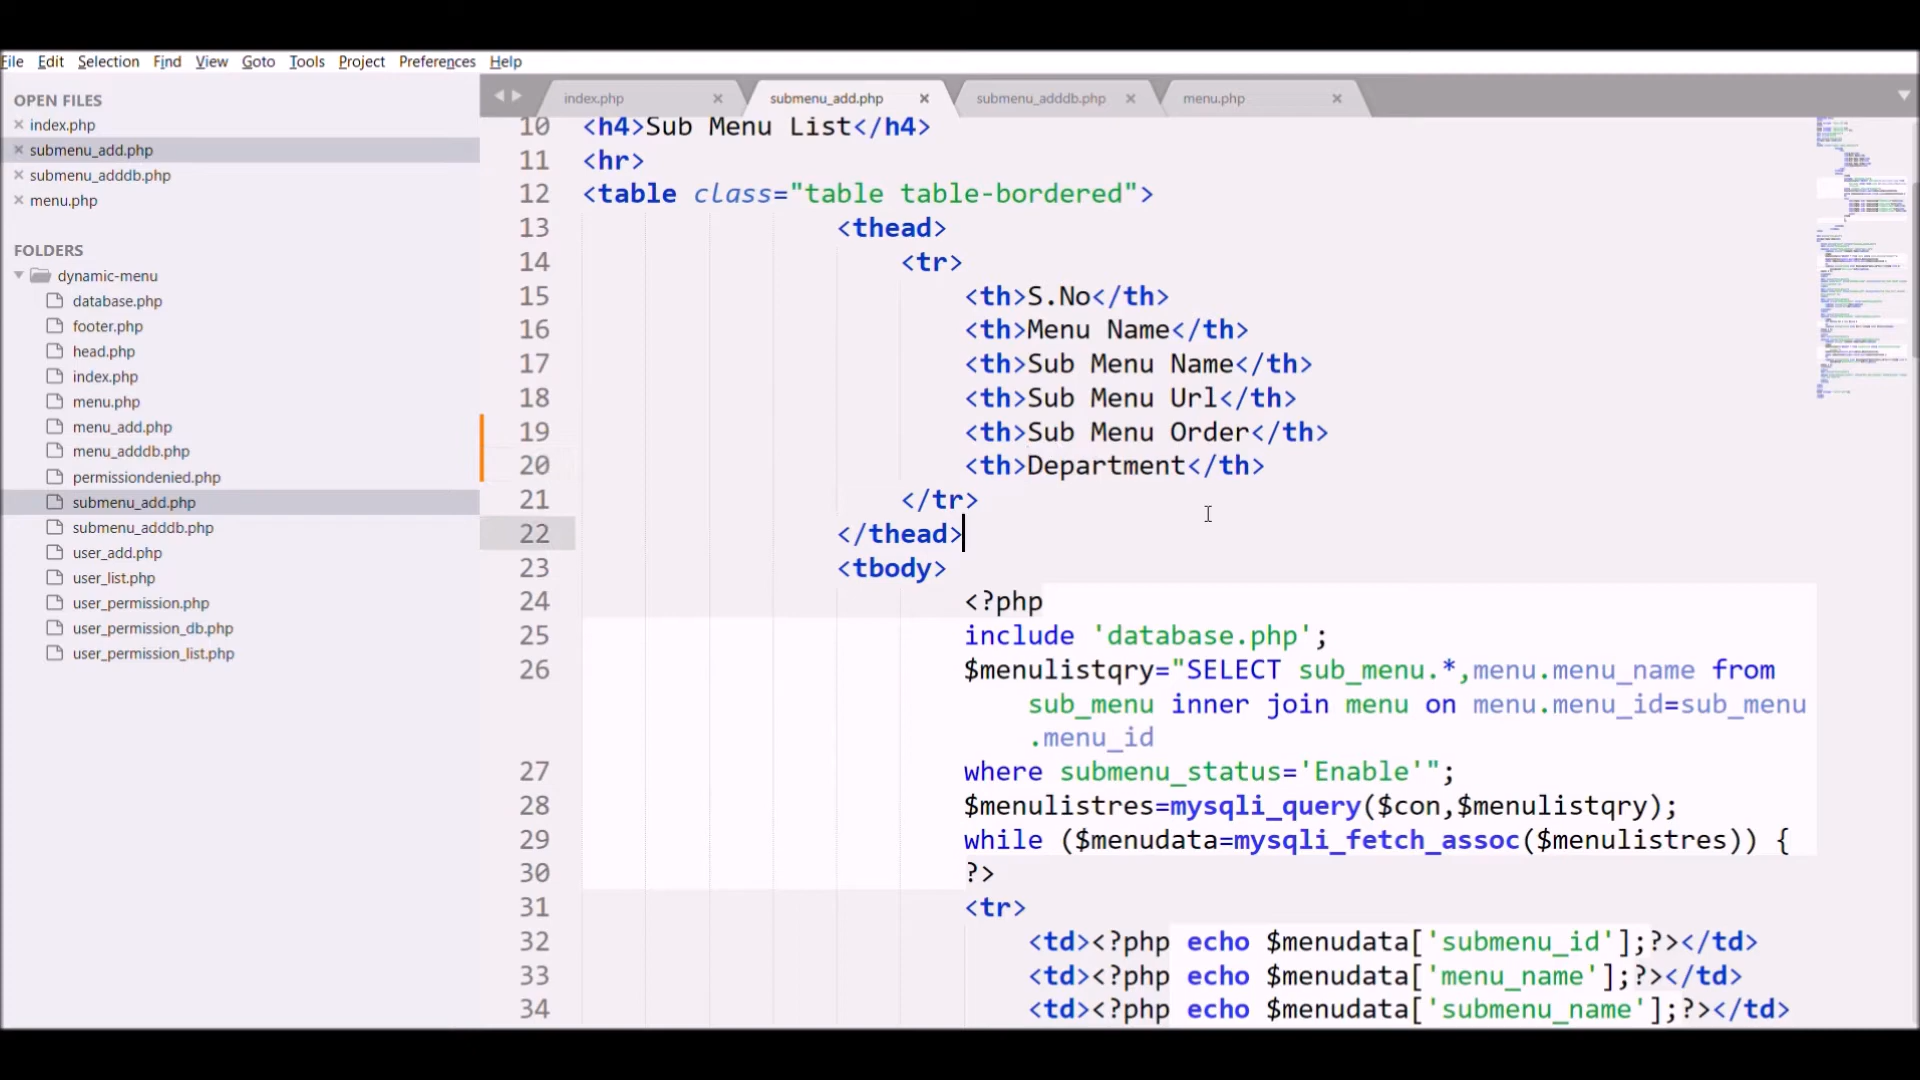 File Edit Selection Find View Goto Tools Project Preferences Help
OPEN FILES
index.php
submenu_add.php
submenu_adddb.php
menu.php
FOLDERS
dynamic-menu
database.php
footer.php
head.php
index.php
menu.php
menu_add.php
menu_adddb.php
permissiondenied.php
submenu_add.php
submenu_adddb.php
user_add.php
user_list.php
user_permission.php
user_permission_db.php
user_permission_list.php
index.php submenu_add.php submenu_adddb.php menu.php
10 <h4>Sub Menu List</h4>
11 <hr>
12 <table class="table table-bordered">
13 <thead>
14 <tr>
15 <th>S.No</th>
16 <th>Menu Name</th>
17 <th>Sub Menu Name</th>
18 <th>Sub Menu Url</th>
19 <th>Sub Menu Order</th>
20 <th>Department</th>
21 </tr>
22 </thead>
23 <tbody>
24 <?php
25 include 'database.php';
26 $menulistqry="SELECT sub_menu.*,menu.menu_name from
sub_menu inner join menu on menu.menu_id=sub_menu
.menu_id
27 where submenu_status='Enable'";
28 $menulistres=mysqli_query($con,$menulistqry);
29 while ($menudata=mysqli_fetch_assoc($menulistres)) {
30 ?>
31 <tr>
32 <td><?php echo $menudata['submenu_id'];?></td>
33 <td><?php echo $menudata['menu_name'];?></td>
34 <td><?php echo $menudata['submenu_name'];?></td>